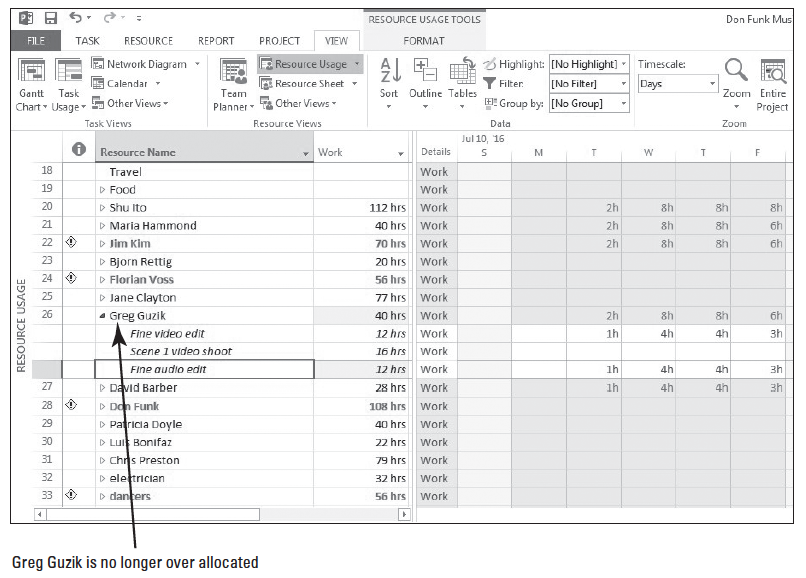 RESOURCE USAGE TOOLS
Don Funk Mus
FILE TASK RESOURCE REPORT PROJECT VIEW FORMAT
Gantt Chart
Task Usage
Network Diagram
Calendar
Other Views
Task Views
Team Planner
Resource Usage
Resource Sheet
Other Views
Resource Views
Sort
Outline
Tables
Highlight: [No Highlight]
Filter: [No Filter]
Group by: [No Group]
Data
Timescale:
Days
Zoom
Entire Project
Zoom
RESOURCE USAGE
Jul 10, '16
Resource Name Work Details S M T W T F
18 Travel Work
19 Food Work
20 Shu Ito 112 hrs Work 2h 8h 8h 8h
21 Maria Hammond 40 hrs Work 2h 8h 8h 6h
22 Jim Kim 70 hrs Work 2h 8h 8h 6h
23 Bjorn Rettig 20 hrs Work
24 Florian Voss 56 hrs Work
25 Jane Clayton 77 hrs Work
26 Greg Guzik 40 hrs Work 2h 8h 8h 6h
Fine video edit 12 hrs Work 1h 4h 4h 3h
Scene 1 video shoot 16 hrs Work
Fine audio edit 12 hrs Work 1h 4h 4h 3h
27 David Barber 28 hrs Work 1h 4h 4h 3h
28 Don Funk 108 hrs Work
29 Patricia Doyle 40 hrs Work
30 Luis Bonifaz 22 hrs Work
31 Chris Preston 79 hrs Work
32 electrician 32 hrs Work
33 dancers 56 hrs Work
Greg Guzik is no longer over allocated